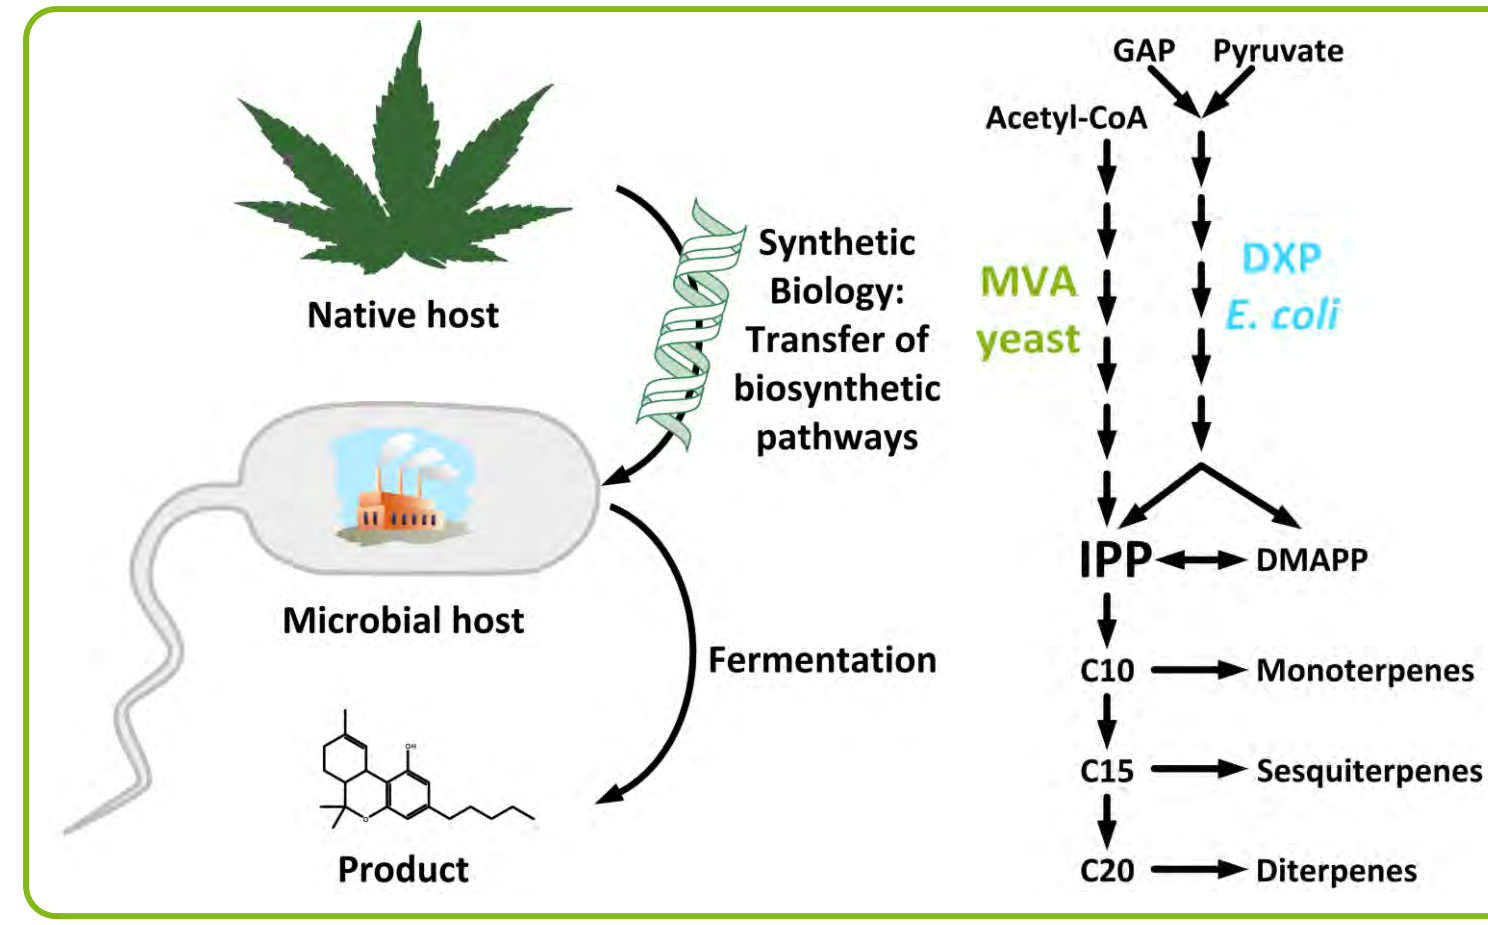 Native host
Synthetic
Biology:
Transfer of
biosynthetic
pathways
Microbial host
Fermentation
OH
O
Product
GAP Pyruvate
Acetyl-CoA
MVA
yeast
DXP
E. coli
IPP DMAPP
C10 Monoterpenes
C15 Sesquiterpenes
C20 Diterpenes